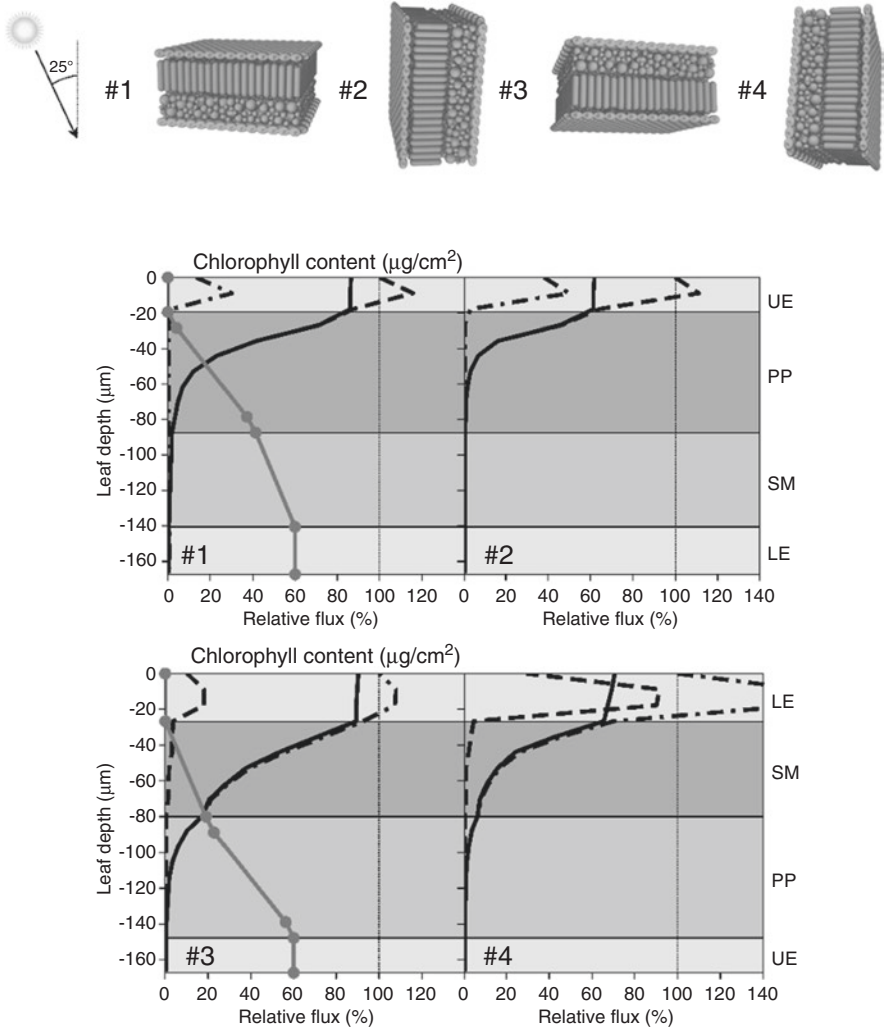 25°
#1
#2
#3
#4
Chlorophyll content (µg/cm²)
Leaf depth (µm)
0
-20
-40
-60
-80
-100
-120
-140
-160
UE
PP
SM
LE
#1
#2
0 20 40 60 80 100 120 0 20 40 60 80 100 120 140
Relative flux (%)
Relative flux (%)
Chlorophyll content (µg/cm²)
Leaf depth (µm)
0
-20
-40
-60
-80
-100
-120
-140
-160
LE
SM
PP
UE
#3
#4
0 20 40 60 80 100 120 0 20 40 60 80 100 120 140
Relative flux (%)
Relative flux (%)